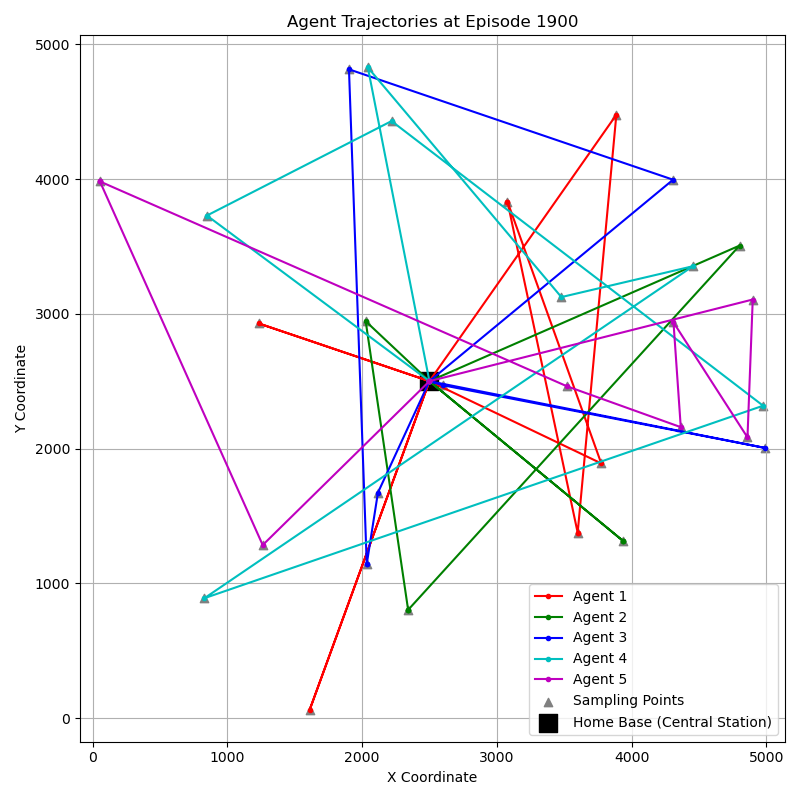 Agent Trajectories at Episode 1900
5000
4000
3000
2000
1000
0
Y Coordinate
0 1000 2000 3000 4000 5000
X Coordinate
Agent 1
Agent 2
Agent 3
Agent 4
Agent 5
Sampling Points
Home Base (Central Station)